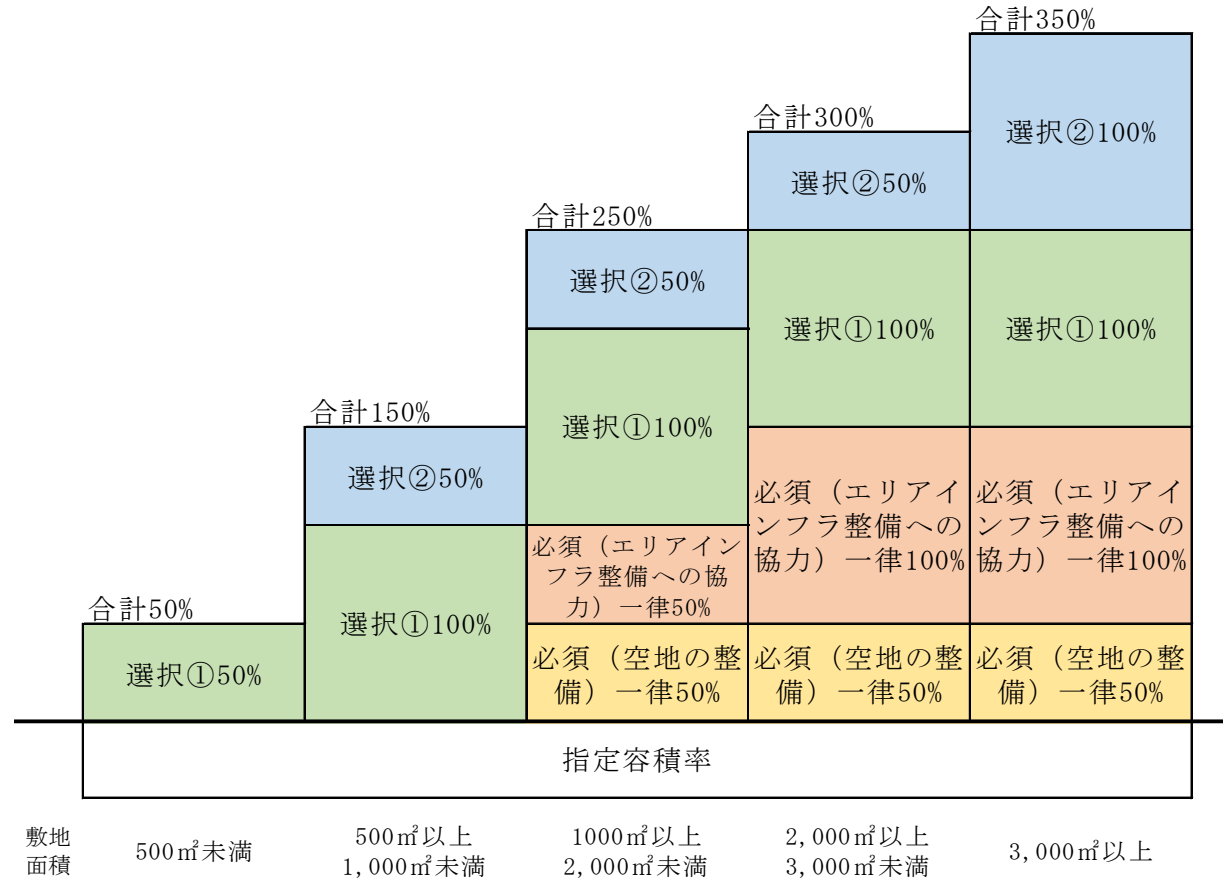 合計350%
選択②100%
合計300%
選択②50%
合計250%
選択②50%
選択①100%
選択①100%
合計150%
選択②50%
選択①100%
必須（エリアイン
フラ整備への協
力）一律50%
必須（エリアイ
ンフラ整備への
協力）一律100%
必須（エリアイ
ンフラ整備への
協力）一律100%
合計50%
選択①50%
選択①100%
必須（空地の整
備）一律50%
必須（空地の整
備）一律50%
必須（空地の整
備）一律50%
指定容積率
敷地
面積
500㎡未満
500㎡以上
1,000㎡未満
1000㎡以上
2,000㎡未満
2,000㎡以上
3,000㎡未満
3,000㎡以上